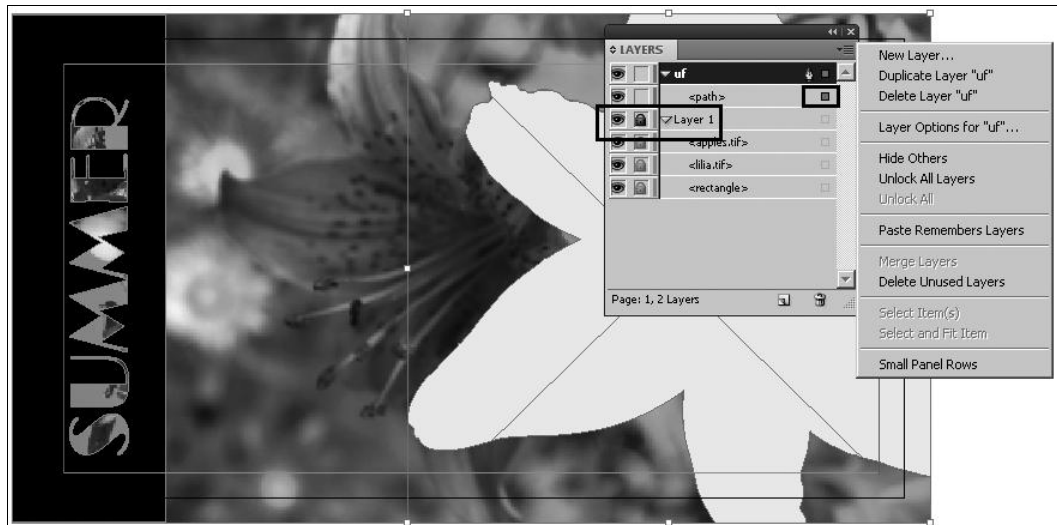 SUMMER
LAYERS
uf
<path>
Layer 1
<apples.tif>
<lilia.tif>
<rectangle>
Page: 1, 2 Layers
New Layer...
Duplicate Layer "uf"
Delete Layer "uf"
Layer Options for "uf"...
Hide Others
Unlock All Layers
Unlock All
Paste Remembers Layers
Merge Layers
Delete Unused Layers
Select Item(s)
Select and Fit Item
Small Panel Rows